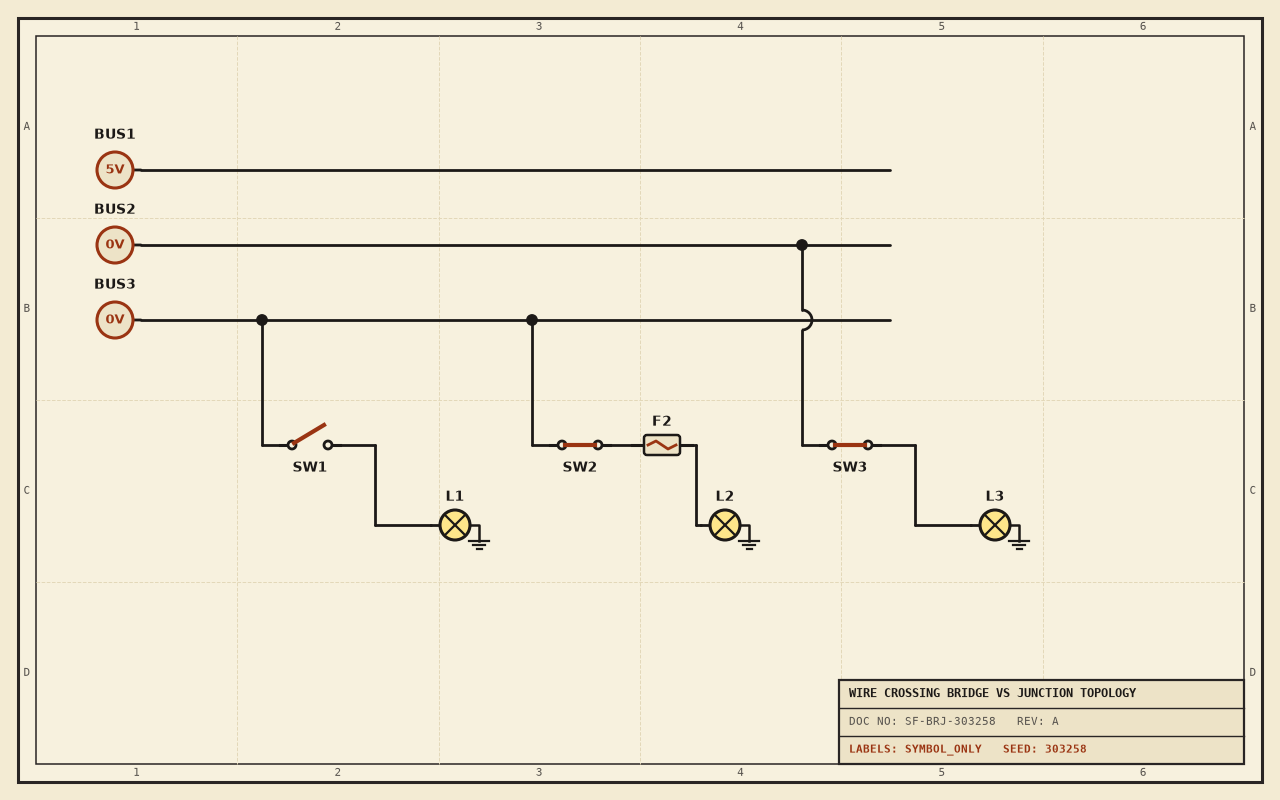 1 2 3 4 5 6
A A
BUS1
5V
BUS2
0V
BUS3
0V
B B
F2
SW1 SW2 SW3
C C
L1 L2 L3
D D
WIRE CROSSING BRIDGE VS JUNCTION TOPOLOGY
DOC NO: SF-BRJ-303258 REV: A
LABELS: SYMBOL_ONLY SEED: 303258
1 2 3 4 5 6